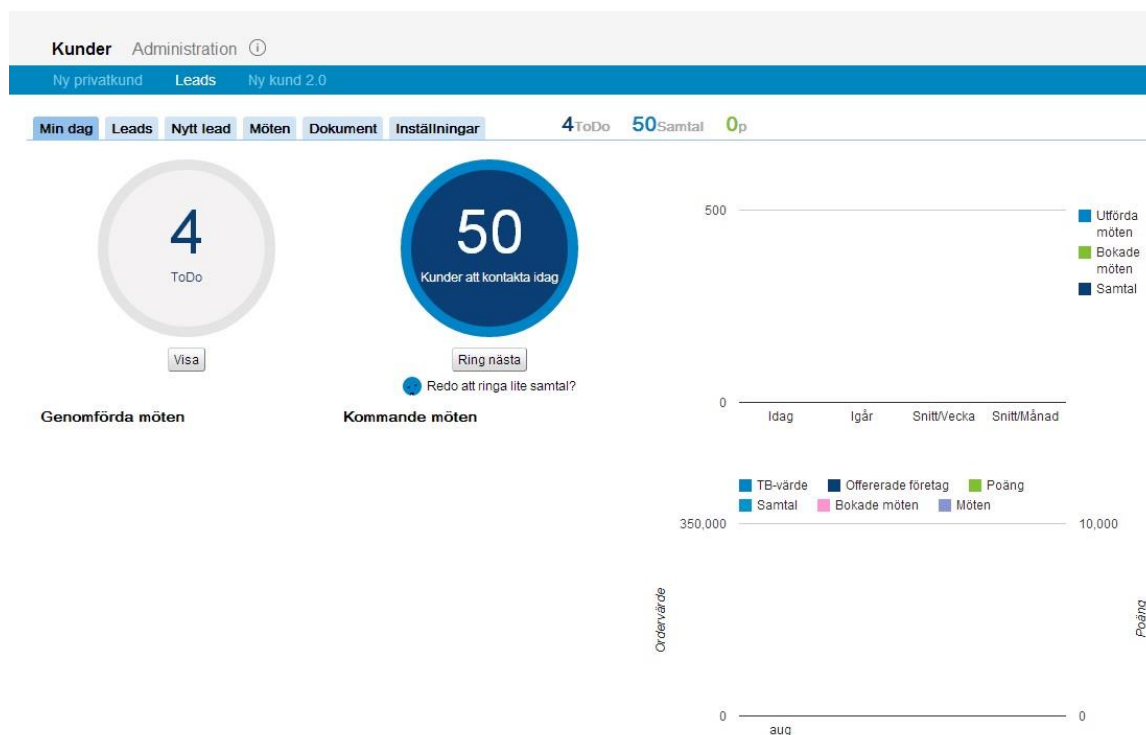 Kunder Administration i
Ny privatkund Leads Ny kund 2.0
Min dag Leads Nytt lead Möten Dokument Inställningar 4ToDo 50Samtal 0p
4
ToDo
Visa
50
Kunder att kontakta idag
Ring nästa
Redo att ringa lite samtal?
Genomförda möten
Kommande möten
500
0
Idag Igår Snitt/Vecka Snitt/Månad
Utförda
möten
Bokade
möten
Samtal
TB-värde Offererade företag Poäng
Samtal Bokade möten Möten
350,000 10,000
Ordervärde
Poäng
0 0
aug